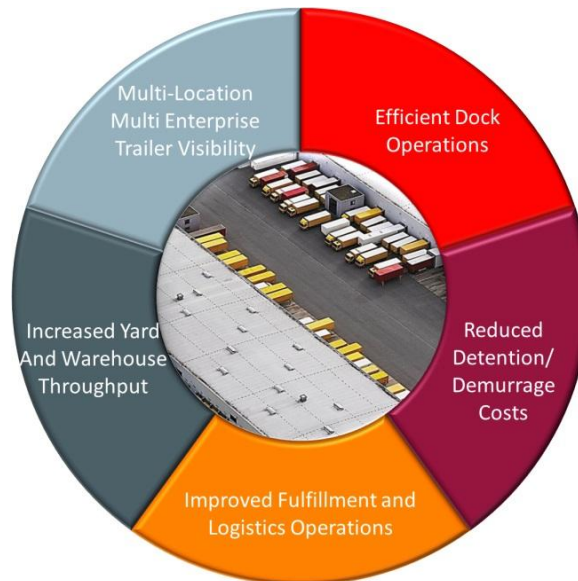 Multi-Location
Multi Enterprise
Trailer Visibility
Efficient Dock
Operations
Reduced
Detention/
Demurrage
Costs
Improved Fulfillment and
Logistics Operations
Increased Yard
And Warehouse
Throughput